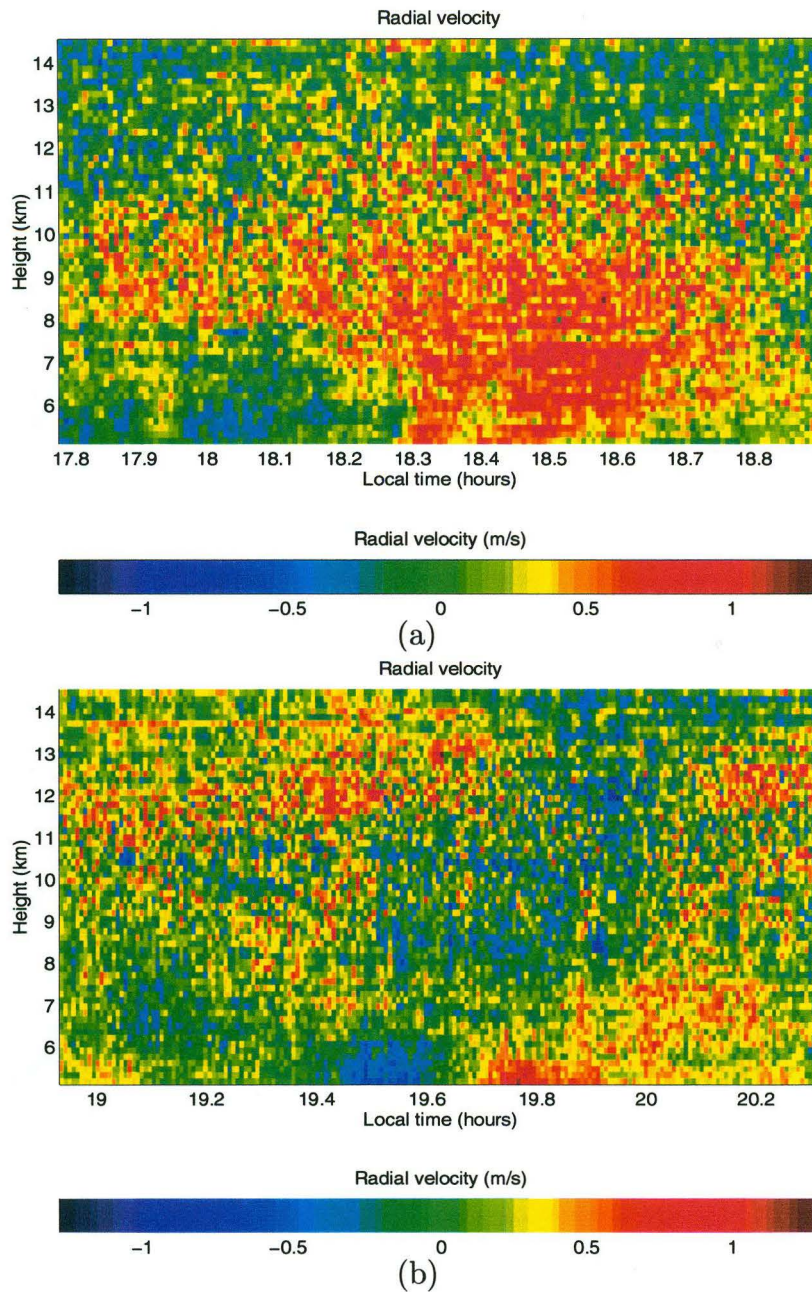 Radial velocity
14
13
12
11
10
9
8
7
6
Height (km)
17.8 17.9 18 18.1 18.2 18.3 18.4 18.5 18.6 18.7 18.8
Local time (hours)
Radial velocity (m/s)
−1 −0.5 0 0.5 1
(a)
Radial velocity
14
13
12
11
10
9
8
7
6
Height (km)
19 19.2 19.4 19.6 19.8 20 20.2
Local time (hours)
Radial velocity (m/s)
−1 −0.5 0 0.5 1
(b)